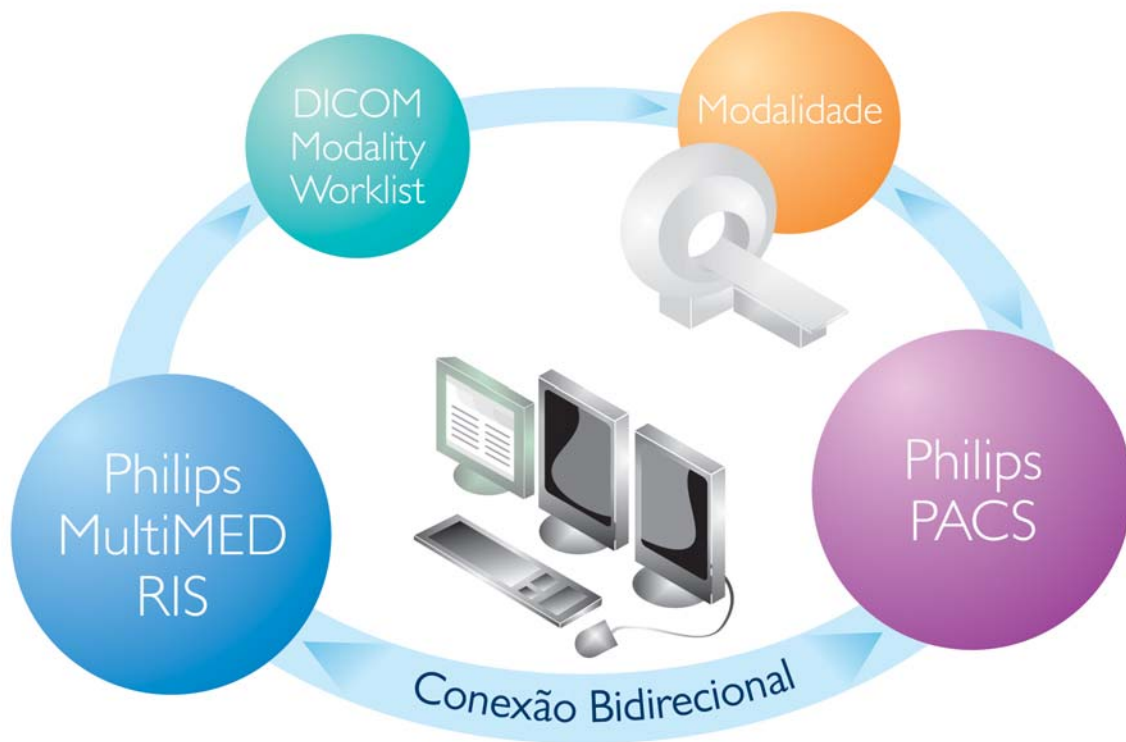 DICOM
Modality
Worklist
Modalidade
Philips
MultiMED
RIS
Philips
PACS
Conexão Bidirecional